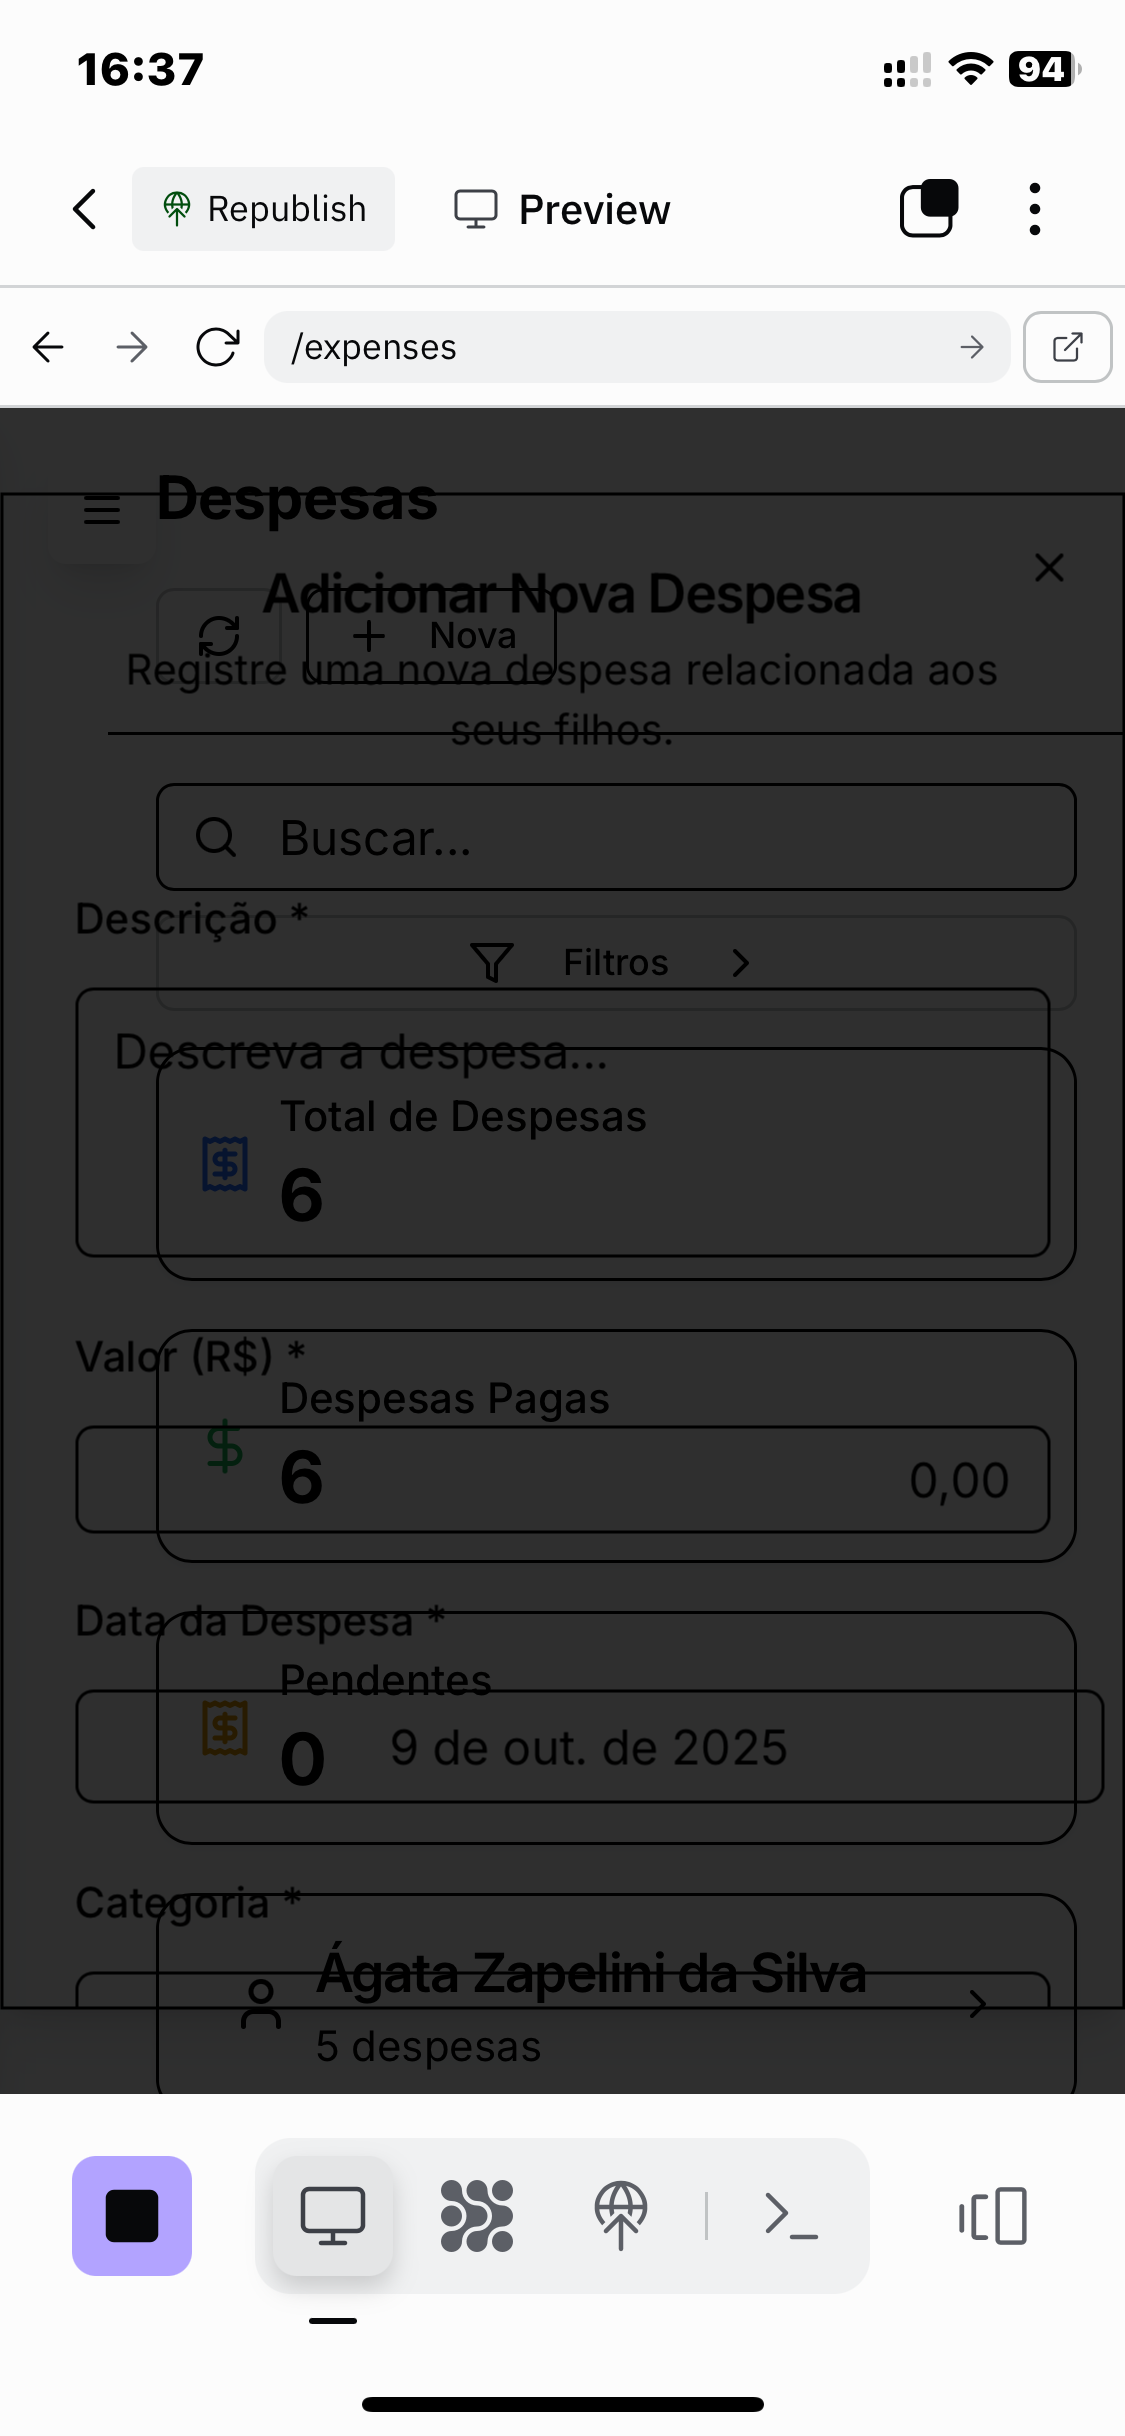 16:37
94
Republish
Preview
/expenses
Despesas
Adicionar Nova Despesa
Nova
Registre uma nova despesa relacionada aos
seus filhos.
Buscar...
Descrição *
Filtros
Descreva a despesa...
Total de Despesas
6
Valor (R$) *
Despesas Pagas
6
0,00
Data da Despesa *
Pendentes
0
9 de out. de 2025
Categoria *
Ágata Zapelini da Silva
5 despesas